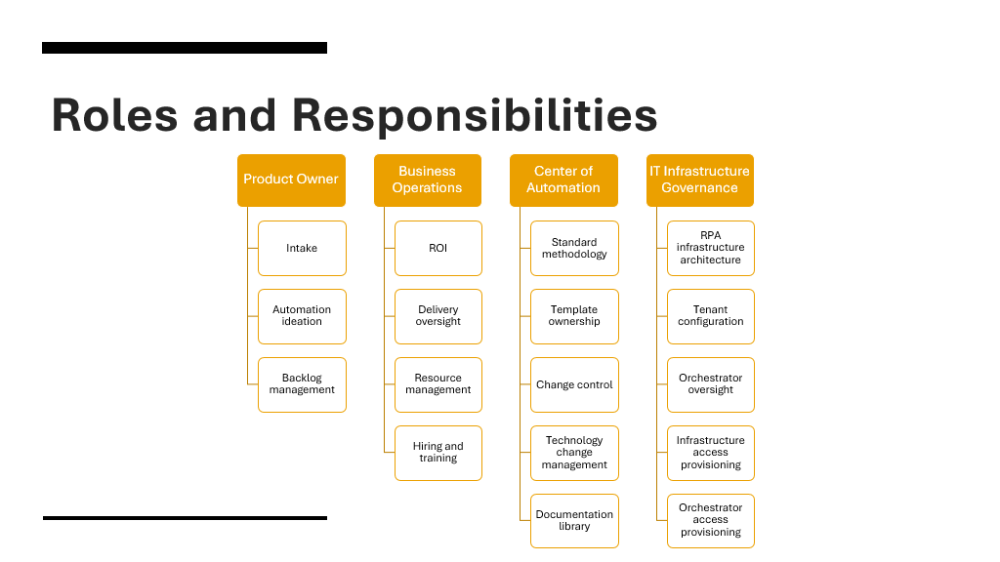 Roles and Responsibilities
Product Owner
Intake
Automation
ideation
Backlog
management
Business
Operations
ROI
Delivery
oversight
Resource
management
Hiring and
training
Center of
Automation
Standard
methodology
Template
ownership
Change control
Technology
change
management
Documentation
library
IT Infrastructure
Governance
RPA
infrastructure
architecture
Tenant
configuration
Orchestrator
oversight
Infrastructure
access
provisioning
Orchestrator
access
provisioning